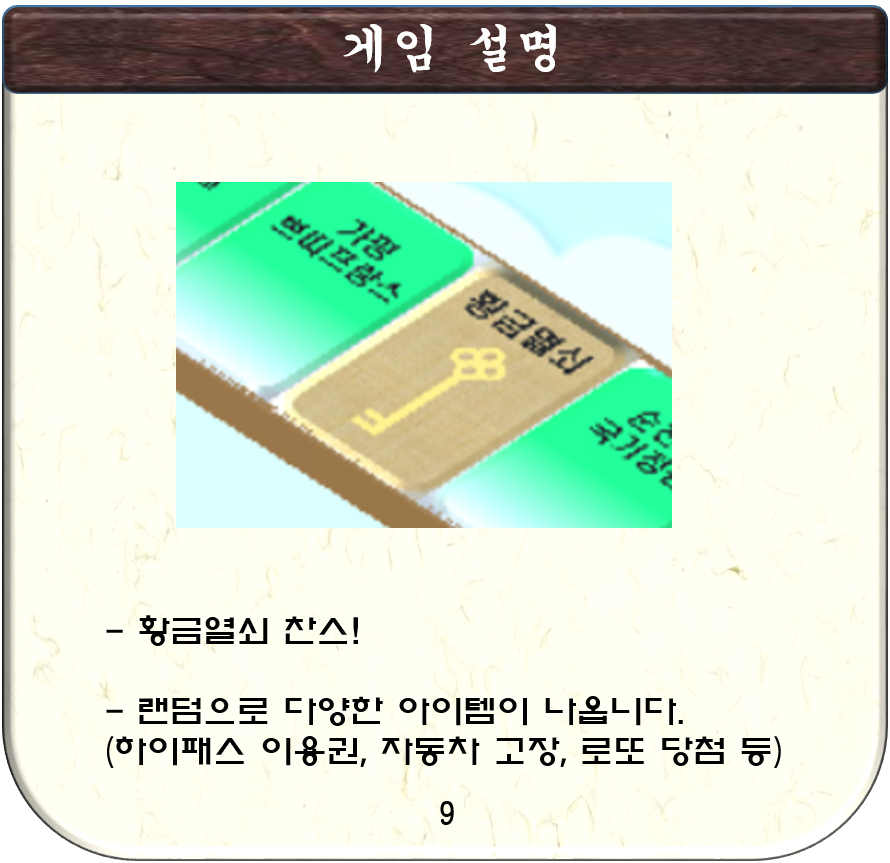 게임 설명
가평
쁘띠프랑스
황금열쇠
- 황금열쇠 찬스!
- 랜덤으로 다양한 아이템이 나옵니다.
(하이패스 이용권, 자동차 고장, 로또 당첨 등)
9